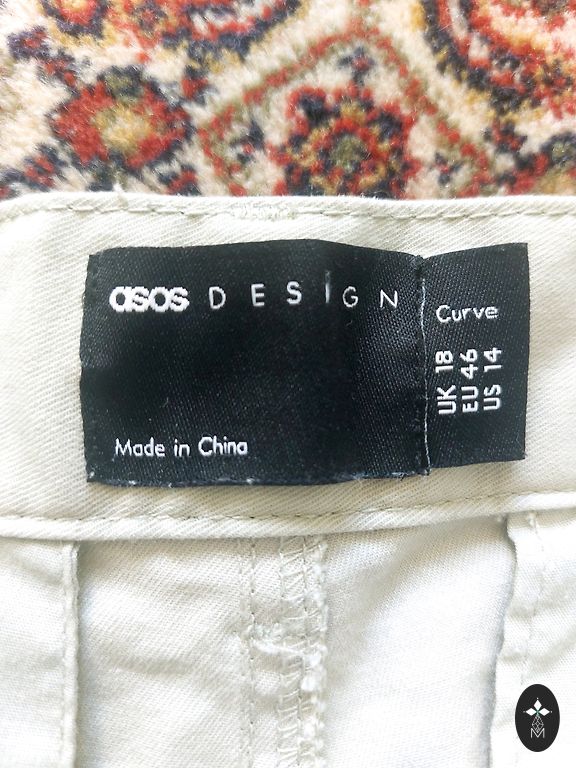 asos DESIGN
Made in China
Curve
UK 18
EU 46
US 14
M